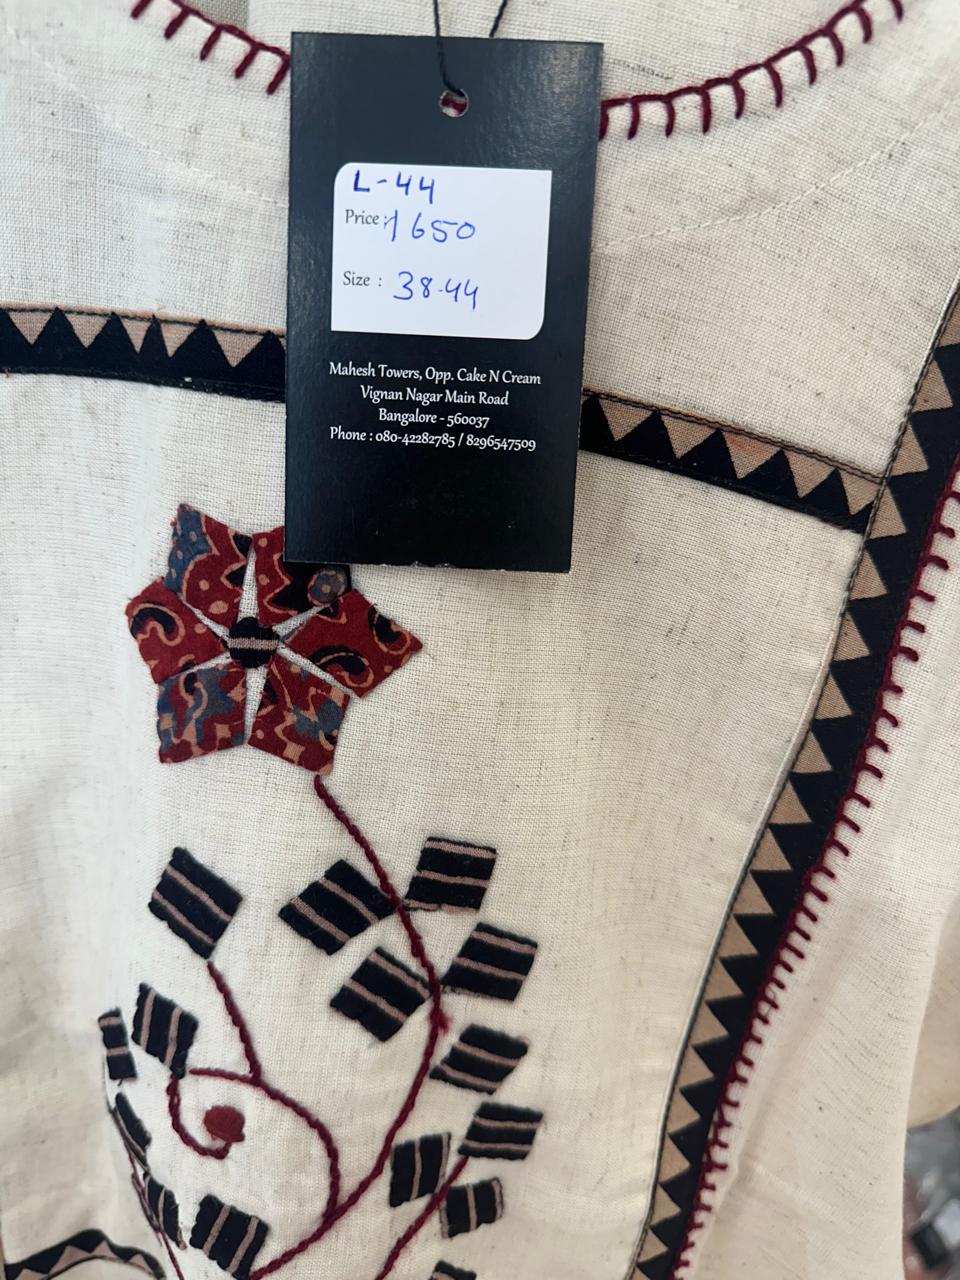 L-44
Price : 1650
Size : 38-44
Mahesh Towers, Opp. Cake N Cream
Vignan Nagar Main Road
Bangalore - 560037
Phone : 080-42282785 / 8296547509